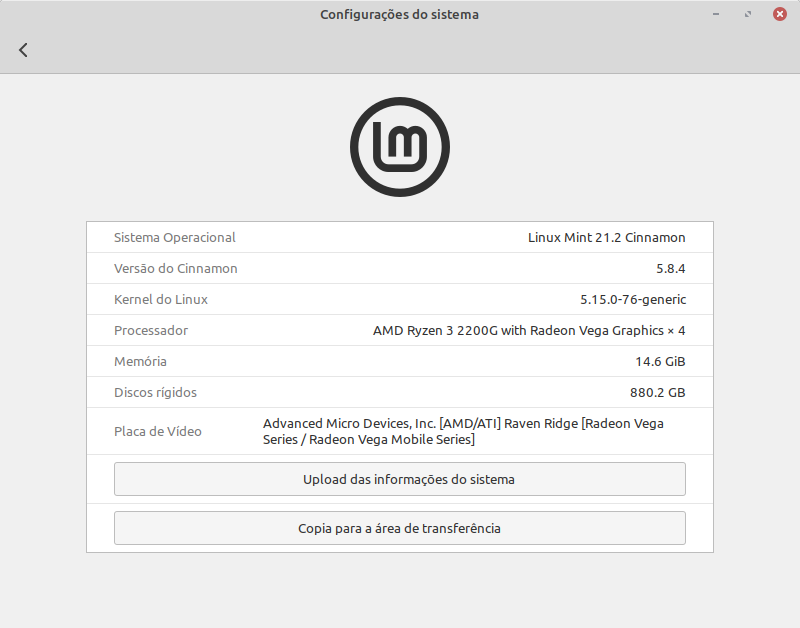 Configurações do sistema
lm
Sistema Operacional Linux Mint 21.2 Cinnamon
Versão do Cinnamon 5.8.4
Kernel do Linux 5.15.0-76-generic
Processador AMD Ryzen 3 2200G with Radeon Vega Graphics × 4
Memória 14.6 GiB
Discos rígidos 880.2 GB
Placa de Vídeo Advanced Micro Devices, Inc. [AMD/ATI] Raven Ridge [Radeon Vega
Series / Radeon Vega Mobile Series]
Upload das informações do sistema
Copia para a área de transferência